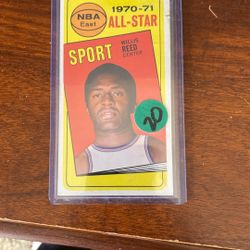 NBA
East
1970-71
ALL-STAR
SPORT
WILLIS
REED
CENTER
20